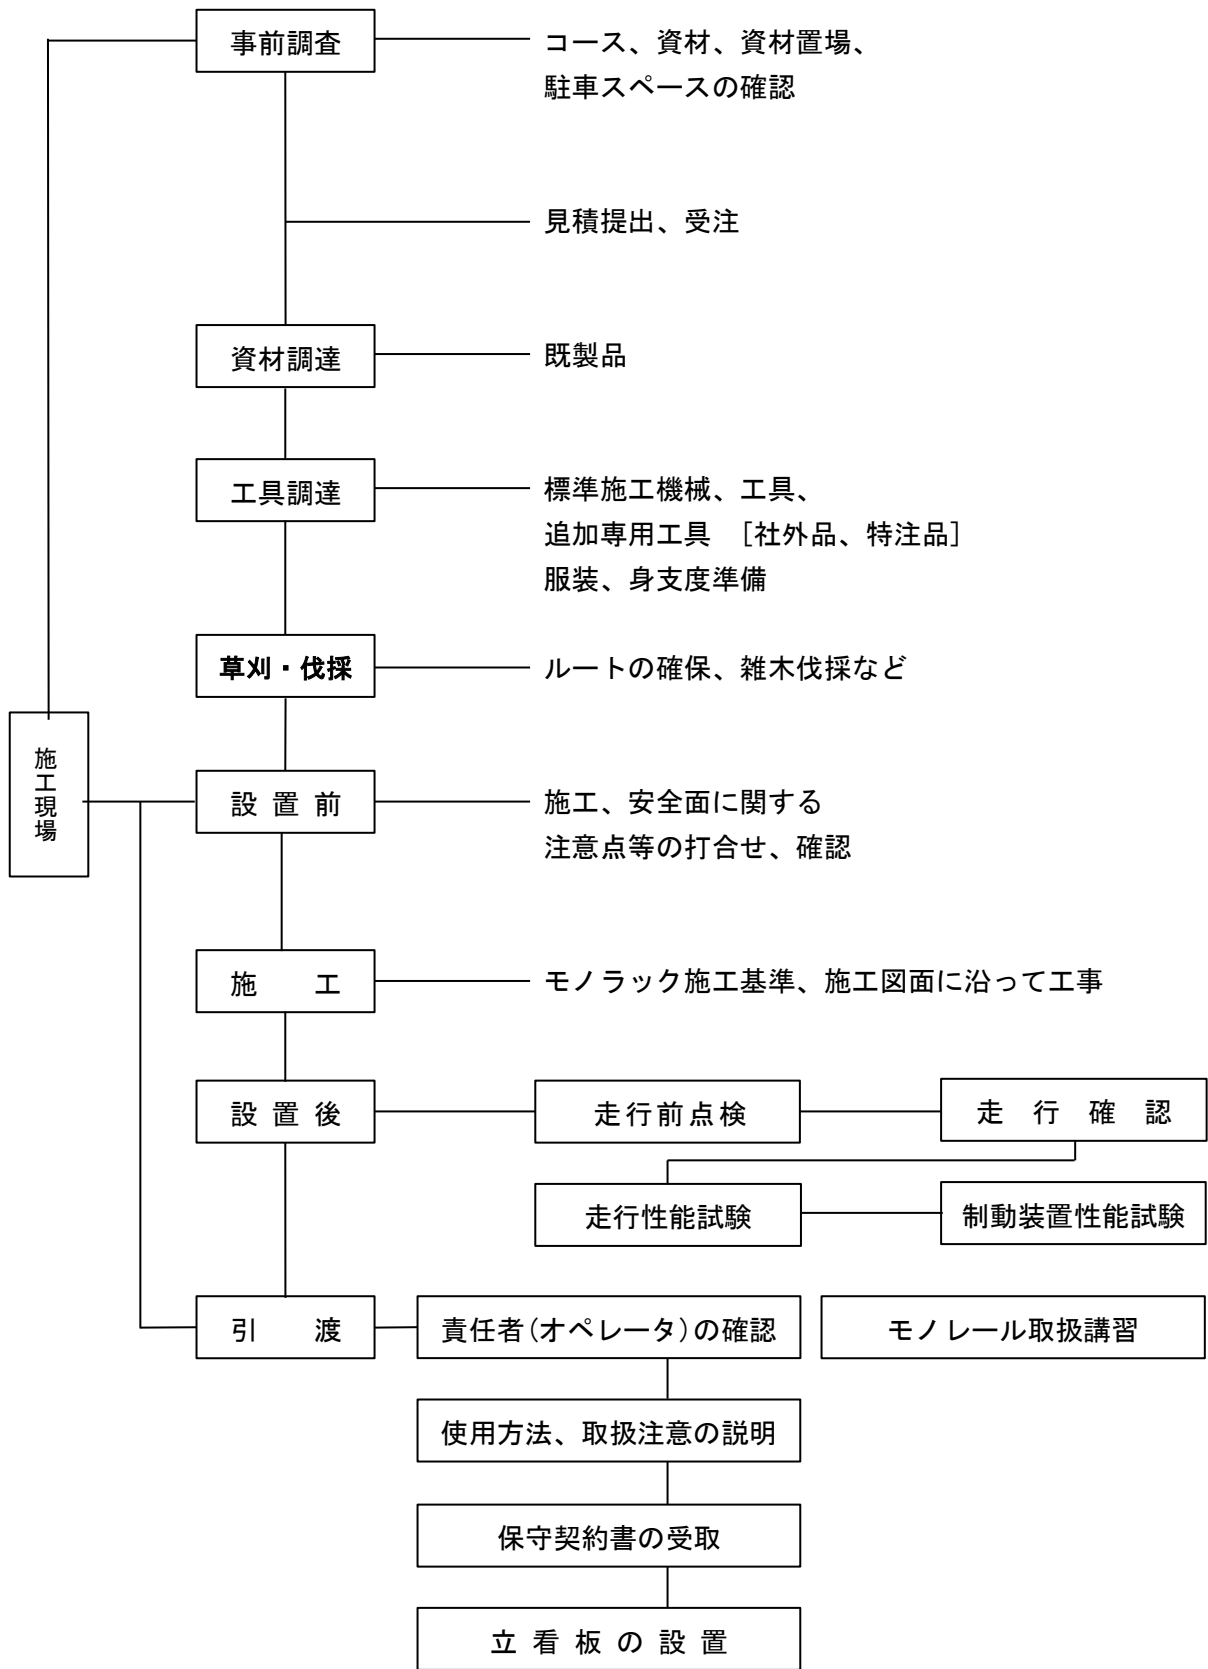 事前調査
コース、資材、資材置場、
駐車スペースの確認
見積提出、受注
資材調達
既製品
工具調達
標準施工機械、工具、
追加専用工具 ［社外品、特注品］
服装、身支度準備
草刈・伐採
ルートの確保、雑木伐採など
施工現場
設置前
施工、安全面に関する
注意点等の打合せ、確認
施 工
モノラック施工基準、施工図面に沿って工事
設置後
走行前点検
走行確認
走行性能試験
制動装置性能試験
引 渡
責任者(オペレータ)の確認
モノレール取扱講習
使用方法、取扱注意の説明
保守契約書の受取
立看板の設置